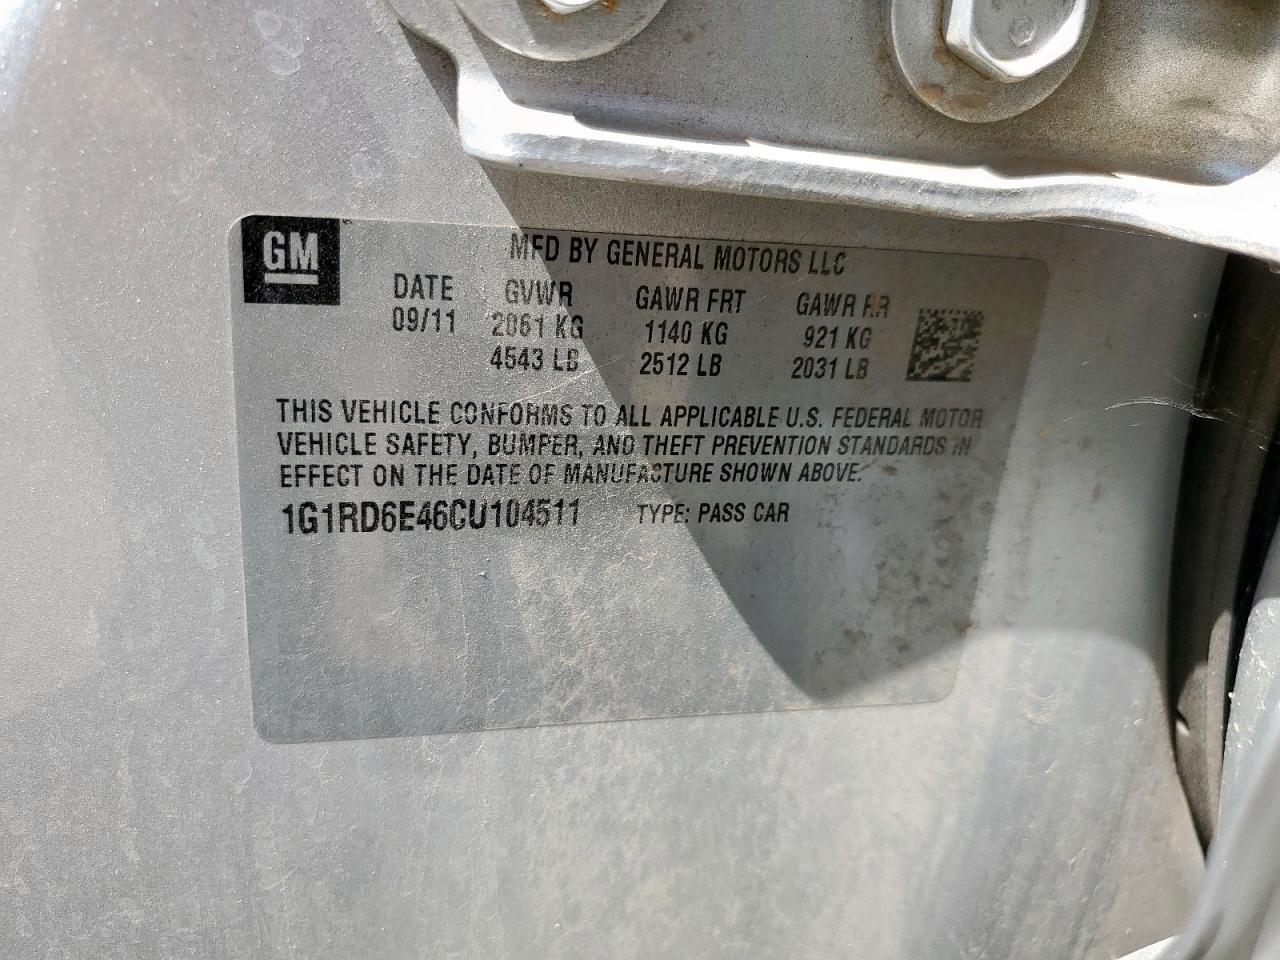 GM
MFD BY GENERAL MOTORS LLC
DATE GVWR GAWR FRT GAWR RR
09/11 2061 KG 1140 KG 921 KG
4543 LB 2512 LB 2031 LB
THIS VEHICLE CONFORMS TO ALL APPLICABLE U.S. FEDERAL MOTOR
VEHICLE SAFETY, BUMPER, AND THEFT PREVENTION STANDARDS IN
EFFECT ON THE DATE OF MANUFACTURE SHOWN ABOVE.
1G1RD6E46CU104511 TYPE: PASS CAR